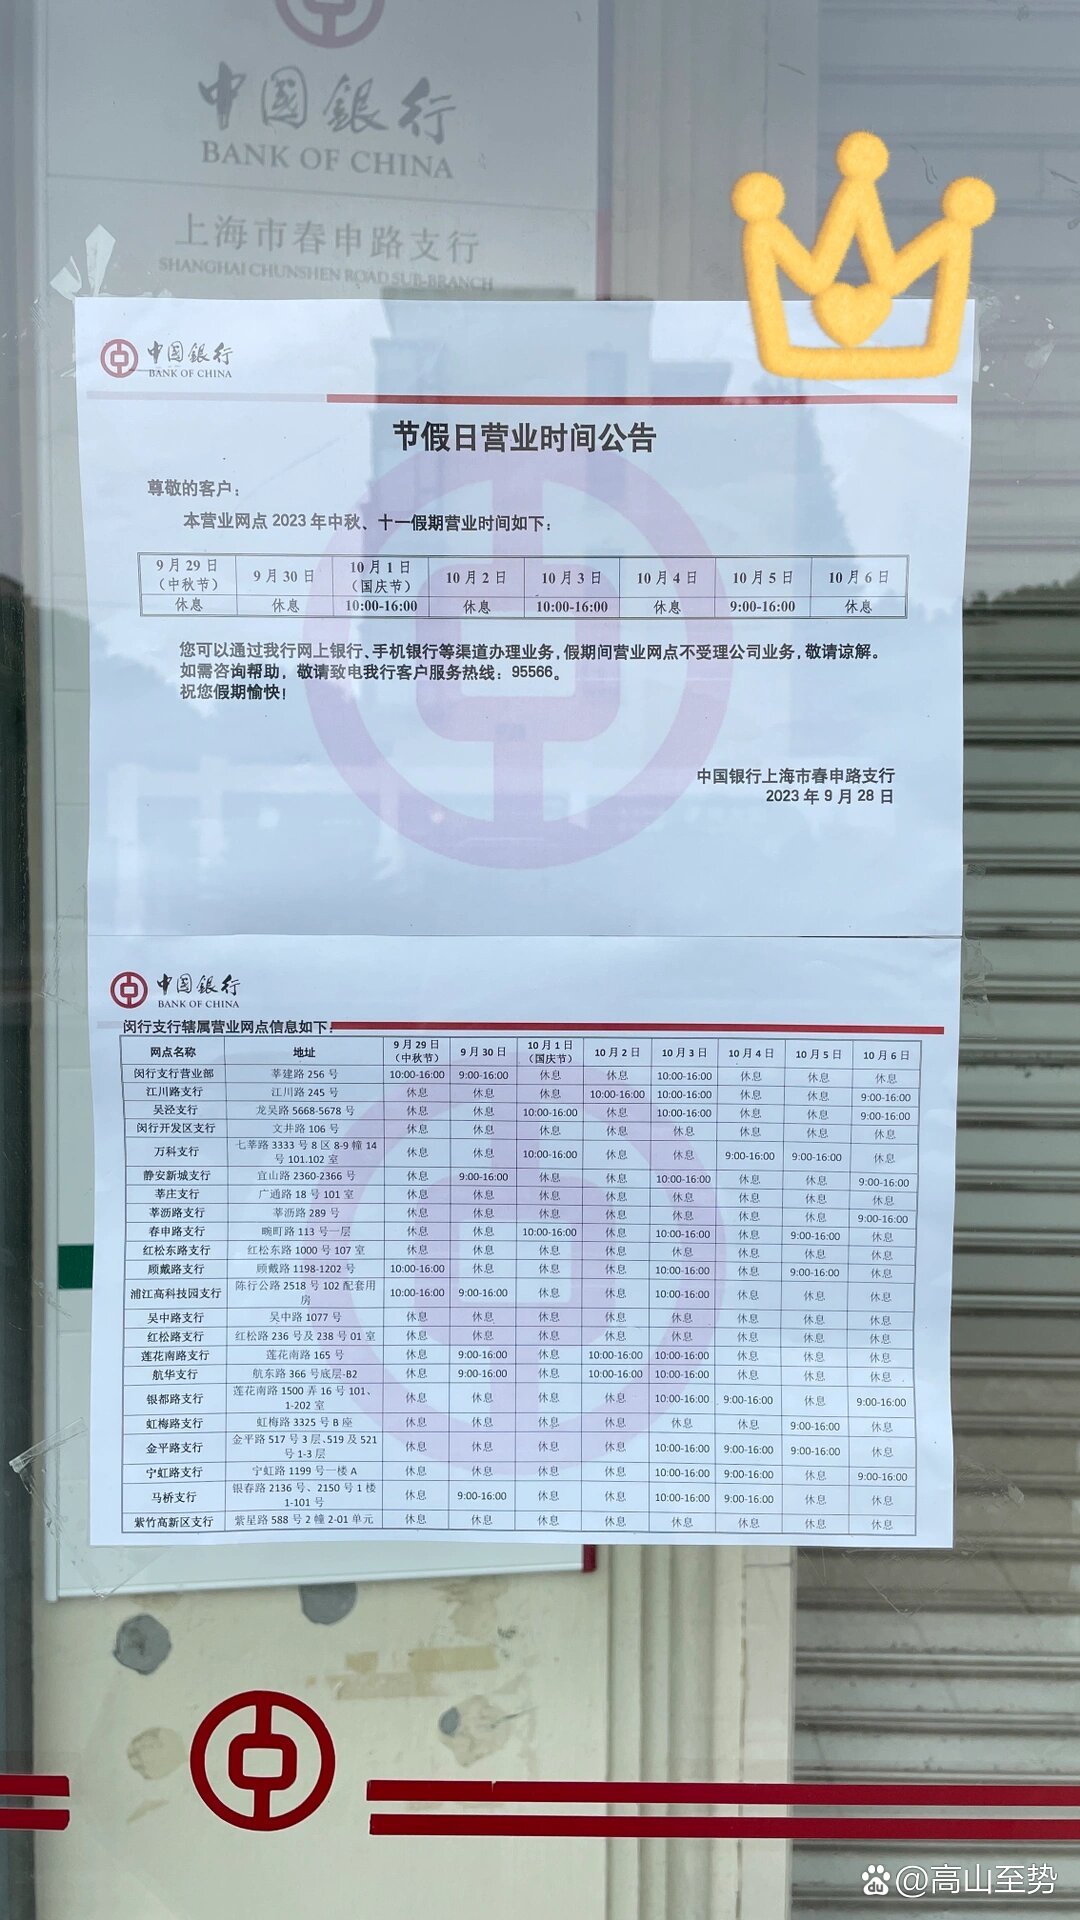 中国銀行
BANK OF CHINA
上海市春申路支行
SHANGHAI CHUNSHEN ROAD SUB-BRANCH
中国銀行
BANK OF CHINA
节假日营业时间公告
尊敬的客户：
本营业网点 2023 年中秋、十一假期营业时间如下：
9 月 29 日（中秋节） 9 月 30 日 10 月 1 日（国庆节） 10 月 2 日 10 月 3 日 10 月 4 日 10 月 5 日 10 月 6 日
休息 休息 10:00-16:00 休息 10:00-16:00 休息 9:00-16:00 休息
您可以通过我行网上银行、手机银行等渠道办理业务，假期间营业网点不受理公司业务，敬请谅解。
如需咨询帮助，敬请致电我行客户服务热线：95566。
祝您假期愉快！
中国银行上海市春申路支行
2023 年 9 月 28 日
中国銀行
BANK OF CHINA
闵行支行辖属营业网点信息如下：
网点名称 地址 9 月 29 日（中秋节） 9 月 30 日 10 月 1 日（国庆节） 10 月 2 日 10 月 3 日 10 月 4 日 10 月 5 日 10 月 6 日
闵行支行营业部 莘建路 256 号 10:00-16:00 9:00-16:00 休息 休息 10:00-16:00 休息 休息 休息
江川路支行 江川路 245 号 休息 休息 休息 10:00-16:00 10:00-16:00 休息 休息 9:00-16:00
吴泾支行 龙吴路 5668-5678 号 休息 休息 10:00-16:00 休息 10:00-16:00 休息 休息 9:00-16:00
闵行开发区支行 文井路 106 号 休息 休息 休息 休息 休息 休息 休息 休息
万科支行 七莘路 3333 号 8 区 8-9 幢 14 号 101.102 室 休息 休息 10:00-16:00 休息 休息 9:00-16:00 9:00-16:00 休息
静安新城支行 宜山路 2360-2366 号 休息 9:00-16:00 休息 休息 10:00-16:00 休息 休息 9:00-16:00
莘庄支行 广通路 18 号 101 室 休息 休息 休息 休息 休息 休息 休息 休息
莘沥路支行 莘沥路 289 号 休息 休息 休息 休息 休息 休息 休息 9:00-16:00
春申路支行 畹町路 113 号一层 休息 休息 10:00-16:00 休息 10:00-16:00 休息 9:00-16:00 休息
红松东路支行 红松东路 1000 号 107 室 休息 休息 休息 休息 休息 休息 休息 休息
顾戴路支行 顾戴路 1198-1202 号 10:00-16:00 休息 休息 休息 10:00-16:00 休息 9:00-16:00 休息
浦江高科技园支行 陈行公路 2518 号 102 配套用房 10:00-16:00 9:00-16:00 休息 休息 10:00-16:00 休息 休息 休息
吴中路支行 吴中路 1077 号 休息 休息 休息 休息 休息 休息 休息 休息
红松路支行 红松路 236 号及 238 号 01 室 休息 休息 休息 休息 休息 休息 休息 休息
莲花南路支行 莲花南路 165 号 休息 9:00-16:00 休息 10:00-16:00 10:00-16:00 休息 休息 休息
航华支行 航东路 366 号底层-B2 休息 9:00-16:00 休息 10:00-16:00 10:00-16:00 休息 休息 休息
银都路支行 莲花南路 1500 弄 16 号 101、1-202 室 休息 休息 休息 休息 10:00-16:00 9:00-16:00 休息 9:00-16:00
虹梅路支行 虹梅路 3325 号 B 座 休息 休息 休息 休息 休息 休息 9:00-16:00 休息
金平路支行 金平路 517 号 3 层、519 及 521 号 1-3 层 休息 休息 休息 休息 10:00-16:00 9:00-16:00 9:00-16:00 休息
宁虹路支行 宁虹路 1199 号一楼 A 休息 休息 休息 休息 10:00-16:00 9:00-16:00 休息 9:00-16:00
马桥支行 银春路 2136 号、2150 号 1 楼 1-101 号 休息 9:00-16:00 休息 休息 10:00-16:00 9:00-16:00 休息 休息
紫竹高新区支行 紫星路 588 号 2 幢 2-01 单元 休息 休息 休息 休息 休息 休息 休息 休息
@高山至势